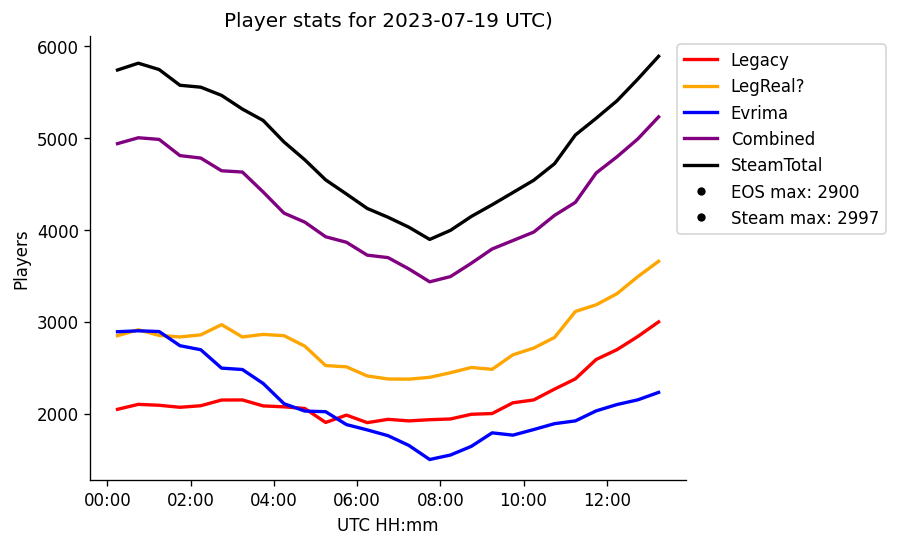 Player stats for 2023-07-19 UTC)
6000
5000
4000
3000
2000
Players
00:00 02:00 04:00 06:00 08:00 10:00 12:00
UTC HH:mm
Legacy
LegReal?
Evrima
Combined
SteamTotal
EOS max: 2900
Steam max: 2997